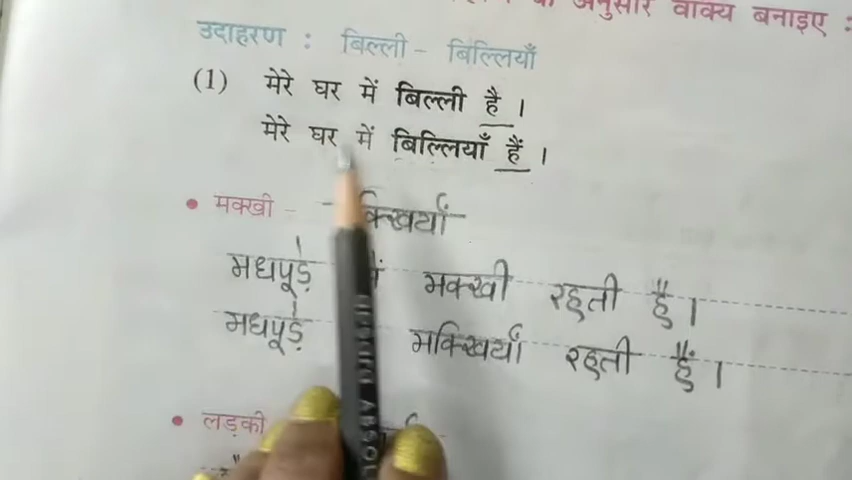 के अनुसार वाक्य बनाइए :
उदाहरण : बिल्ली - बिल्लियाँ
(1) मेरे घर में बिल्ली है ।
मेरे घर में बिल्लियाँ हैं ।
• मक्खी -
मधपूड़े में मक्खी रहती है।
मधपूड़े मक्खियाँ रहती हैं।
• लड़की